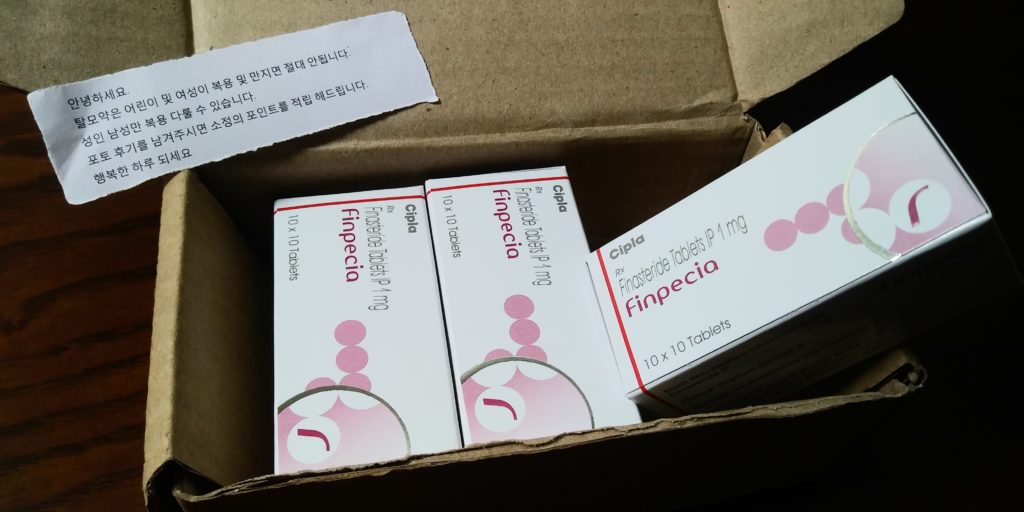 안녕하세요.
탈모약은 어린이 및 여성이 복용 및 만지면 절대 안됩니다.
성인 남성만 복용 다룰 수 있습니다.
포토 후기를 남겨주시면 소정의 포인트를 적립 해드립니다.
행복한 하루 되세요
Cipla
Rx
Finasteride Tablets IP 1 mg
Finpecia
10 x 10 Tablets
Cipla
Rx
Finasteride Tablets IP 1 mg
Finpecia
10 x 10 Tablets
Cipla
Rx
Finasteride Tablets IP 1 mg
Finpecia
10 x 10 Tablets